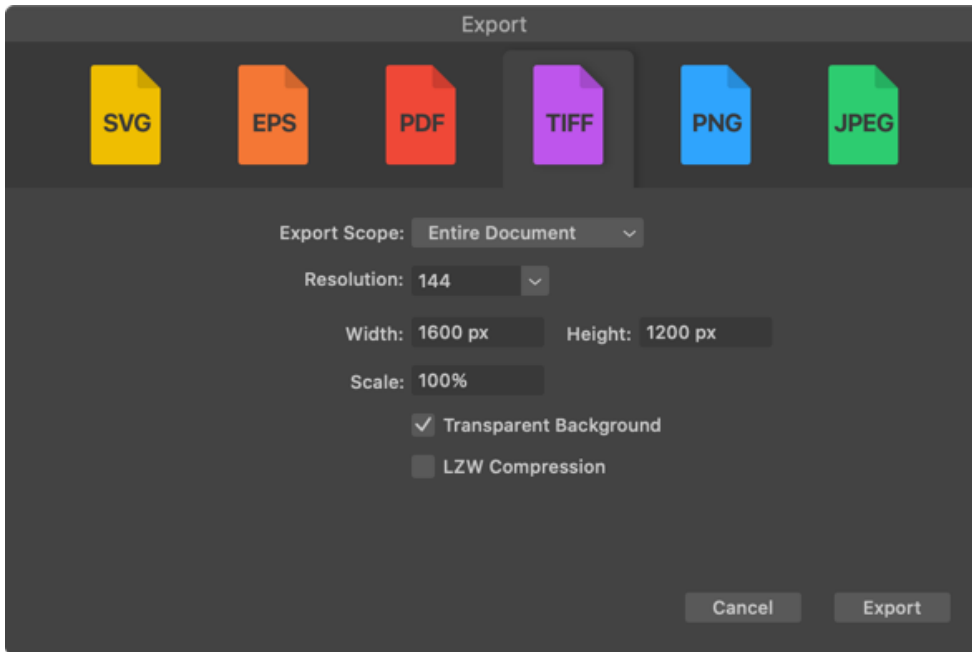 Export
SVG EPS PDF TIFF PNG JPEG
Export Scope: Entire Document
Resolution: 144
Width: 1600 px Height: 1200 px
Scale: 100%
Transparent Background
LZW Compression
Cancel Export